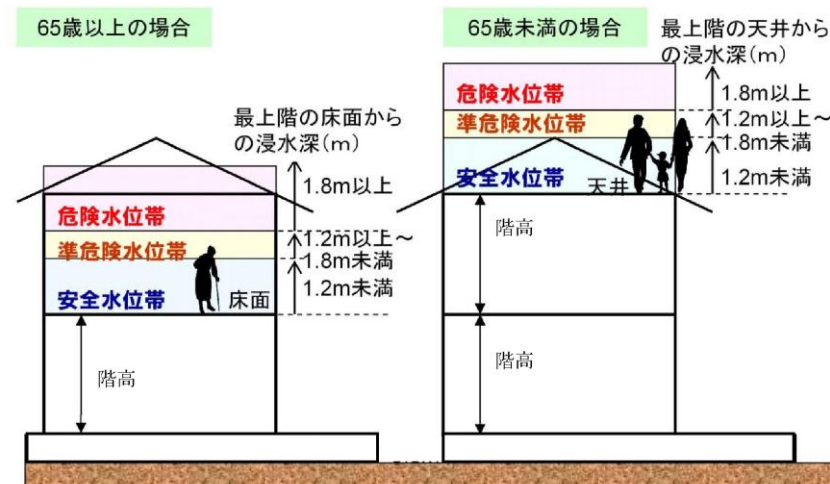 65歳以上の場合
最上階の床面から
の浸水深(m)
1.8m以上
危険水位帯
1.2m以上～
準危険水位帯
1.8m未満
1.2m未満
安全水位帯
床面
階高
65歳未満の場合
最上階の天井から
の浸水深(m)
危険水位帯
1.8m以上
準危険水位帯
1.2m以上～
1.8m未満
安全水位帯
天井
1.2m未満
階高
階高